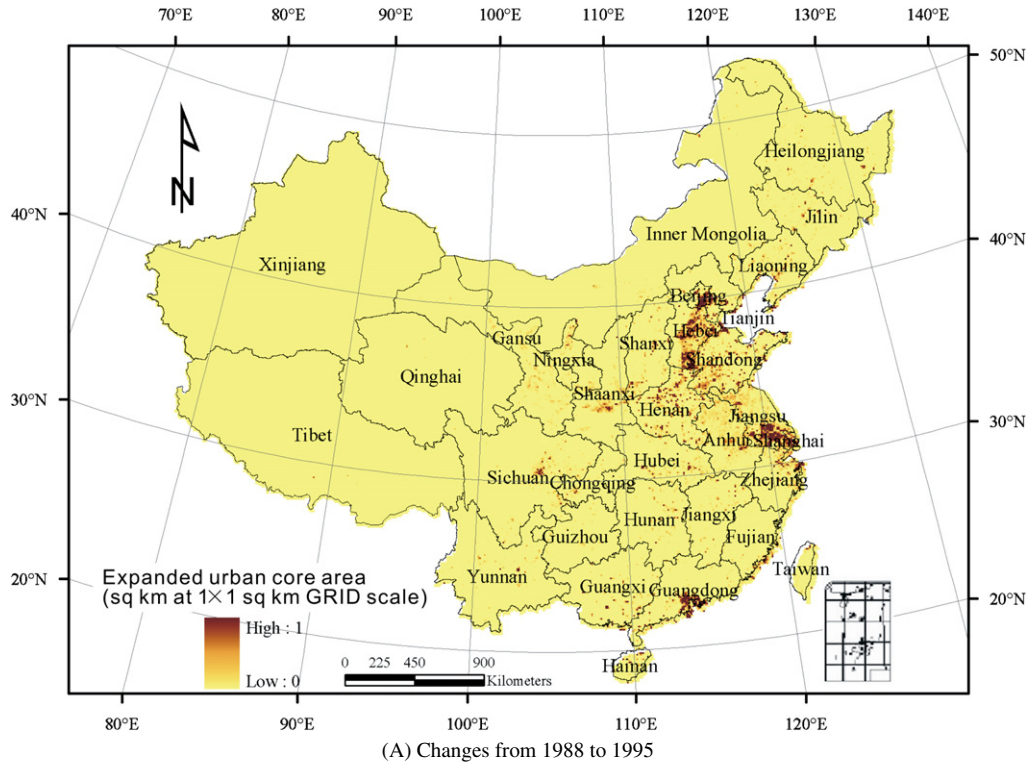 70°E 80°E 90°E 100°E 110°E 120°E 130°E 140°E
50°N
40°N
40°N
30°N
30°N
20°N
20°N
N
Heilongjiang
Jilin
Inner Mongolia
Xinjiang
Liaoning
Beijing
Tianjin
Hebei
Gansu
Shanxi
Ningxia
Shandong
Qinghai
Shaanxi
Henan
Jiangsu
Tibet
Anhui
Shanghai
Hubei
Sichuan
Chongqing
Zhejiang
Hunan
Jiangxi
Guizhou
Fujian
Taiwan
Yunnan
Guangxi
Guangdong
Hainan
Expanded urban core area
(sq km at 1×1 sq km GRID scale)
High : 1
Low : 0
0 225 450 900
Kilometers
80°E 90°E 100°E 110°E 120°E
(A) Changes from 1988 to 1995